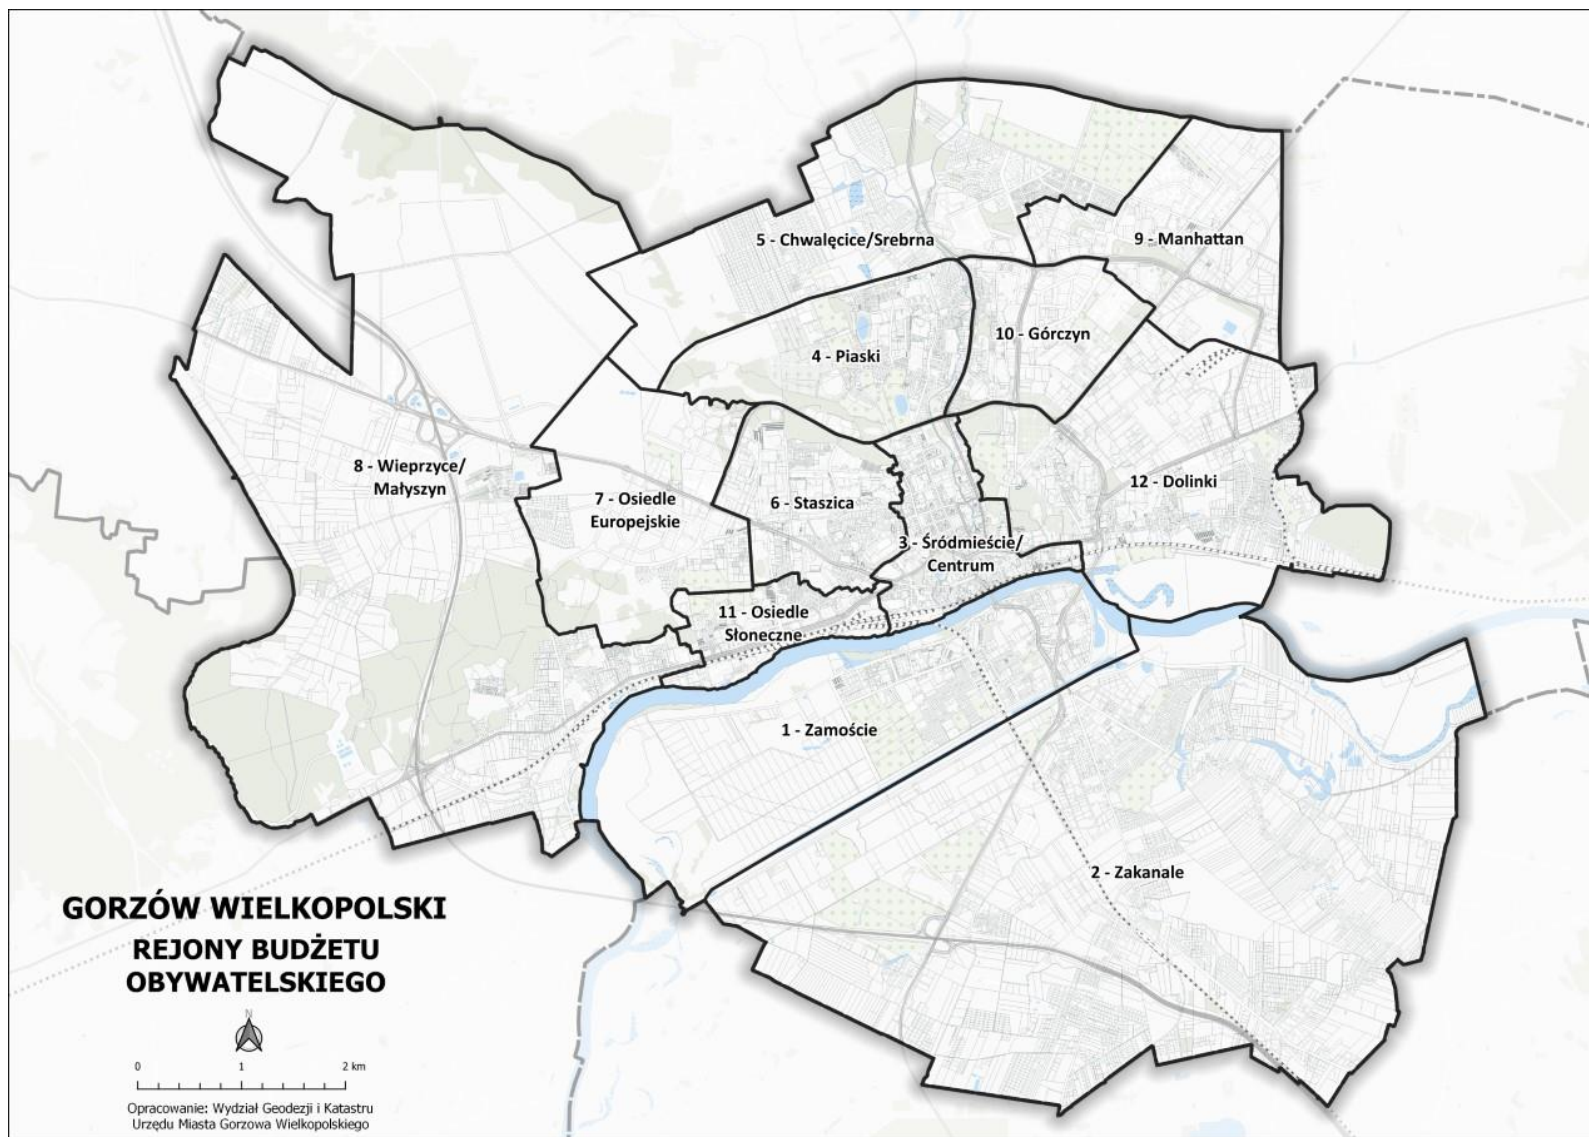 5 - Chwalęcice/Srebrna
9 - Manhattan
10 - Górczyn
4 - Piaski
8 - Wieprzyce/
Małyszyn
7 - Osiedle
Europejskie
6 - Staszica
12 - Dolinki
3 - Śródmieście/
Centrum
11 - Osiedle
Słoneczne
1 - Zamoście
2 - Zakanale
GORZÓW WIELKOPOLSKI
REJONY BUDŻETU
OBYWATELSKIEGO
N
0 1 2 km
Opracowanie: Wydział Geodezji i Katastru
Urzędu Miasta Gorzowa Wielkopolskiego